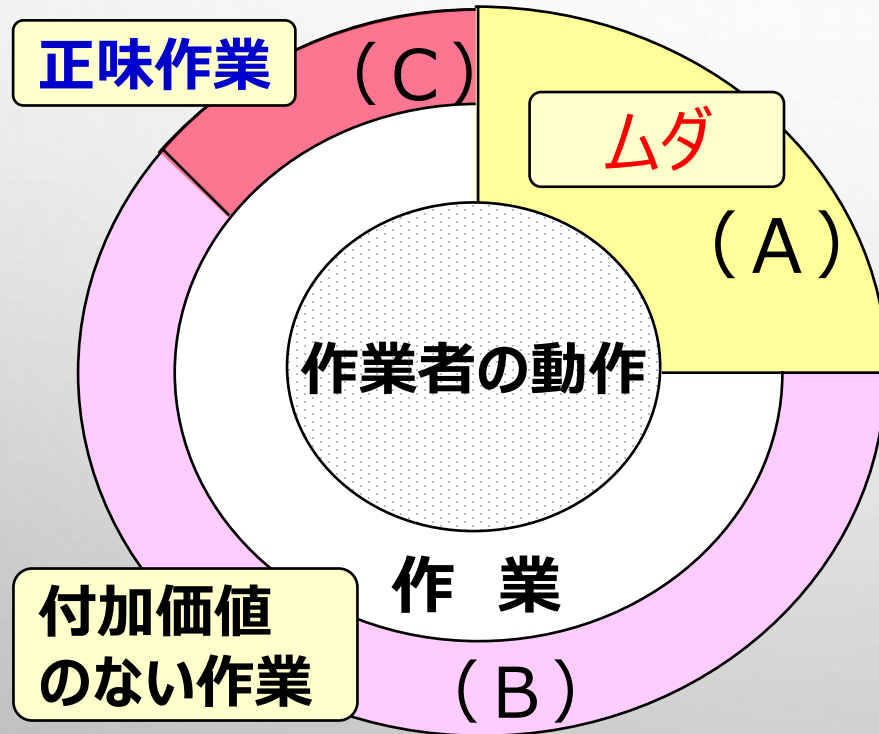 正味作業
（C）
ムダ
（A）
作業者の動作
作 業
付加価値
のない作業
（B）